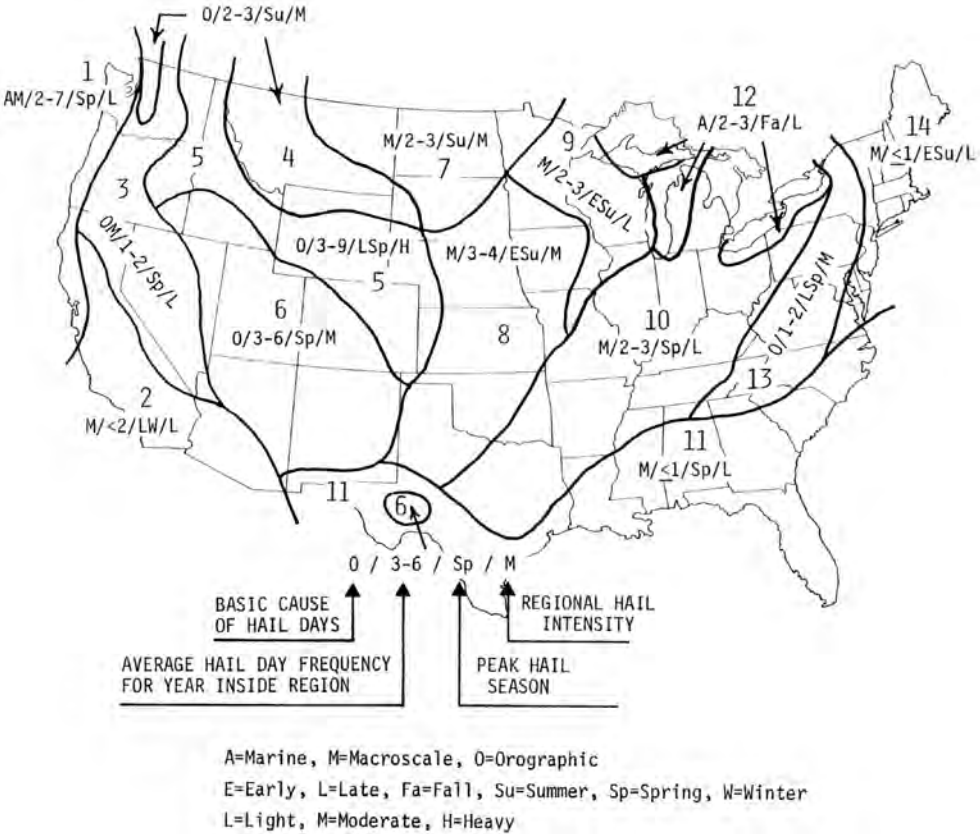 O/2-3/Su/M
1
AM/2-7/Sp/L
12
A/2-3/Fa/L
14
M/<1/ESu/L
9
M/2-3/ESu/L
M/2-3/Su/M
7
5
4
3
OM/1-2/Sp/L
O/3-9/LSp/H
5
M/3-4/ESu/M
6
O/3-6/Sp/M
8
10
M/2-3/Sp/L
O/1-2/LSp/M
13
2
M/<2/LW/L
11
M/<1/Sp/L
11
6
O / 3-6 / Sp / M
BASIC CAUSE
OF HAIL DAYS
REGIONAL HAIL
INTENSITY
AVERAGE HAIL DAY FREQUENCY
FOR YEAR INSIDE REGION
PEAK HAIL
SEASON
A=Marine, M=Macroscale, O=Orographic
E=Early, L=Late, Fa=Fall, Su=Summer, Sp=Spring, W=Winter
L=Light, M=Moderate, H=Heavy